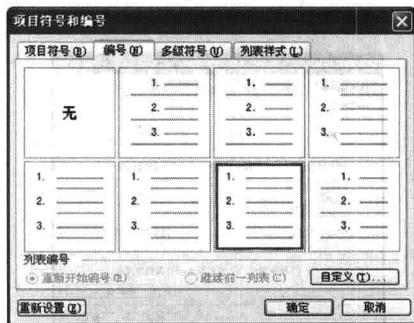 项目符号和编号
项目符号(B) 编号(N) 多级符号(U) 列表样式(L)
无
1. 1. 1.
2. 2. 2.
3. 3. 3.
1. 1. 1. 1.
2. 2. 2. 2.
3. 3. 3. 3.
列表编号
重新开始编号(R) 继续前一列表(C) 自定义(T)...
重新设置(E) 确定 取消